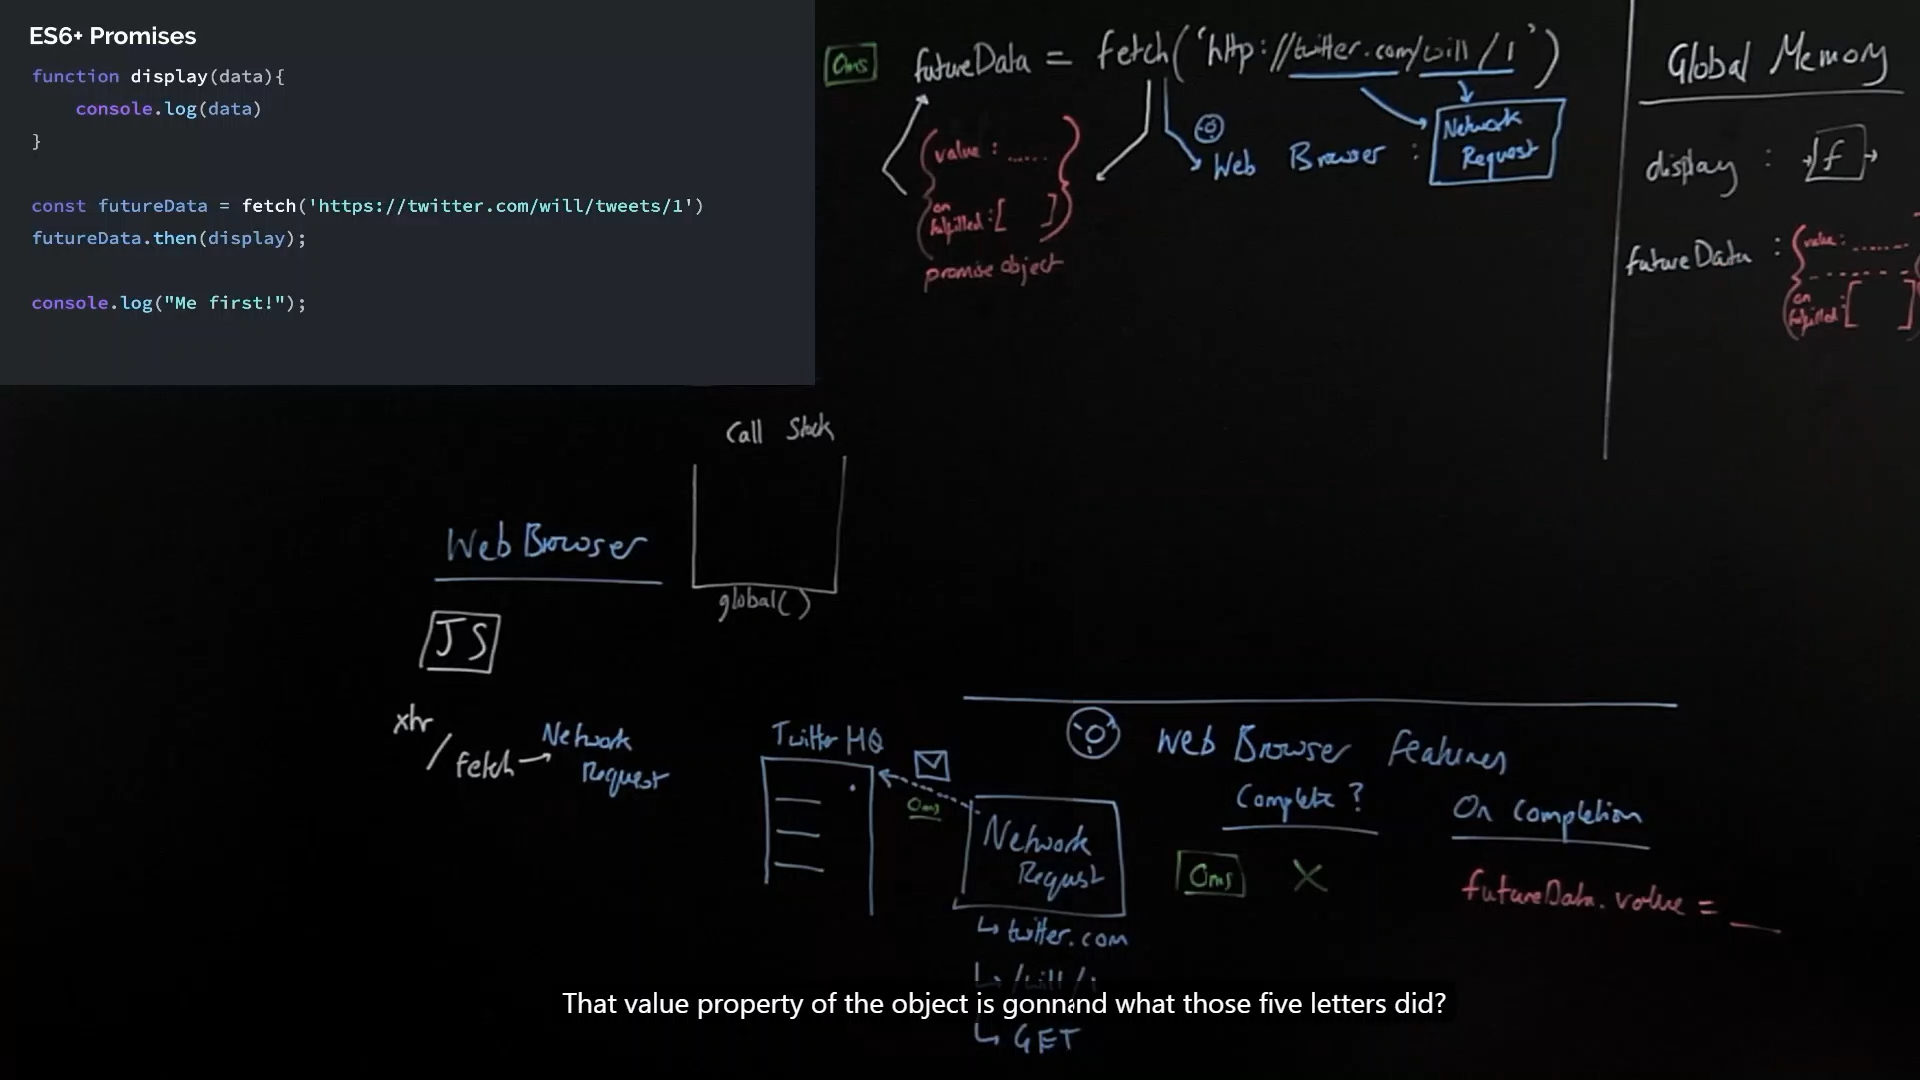 ES6+ Promises
function display(data){
    console.log(data)
}
const futureData = fetch('https://twitter.com/will/tweets/1')
futureData.then(display);
console.log("Me first!");
0ms futureData = fetch('http://twitter.com/will/1')
{value : ......
on fulfilled : [ ]}
promise object
Web Browser :
Network
Request
Global Memory
display : f
futureData : {value : .......
on fulfilled : [ ]
Call Stack
global()
Web Browser
JS
xhr
/ fetch → Network
Request
Twitter HQ
0ms
Web Browser Features
Complete ?
On Completion
Network
Request
0ms X
futureData.value = __
↳ twitter.com
↳ /will/1
↳ GET
That value property of the object is gonnand what those five letters did?